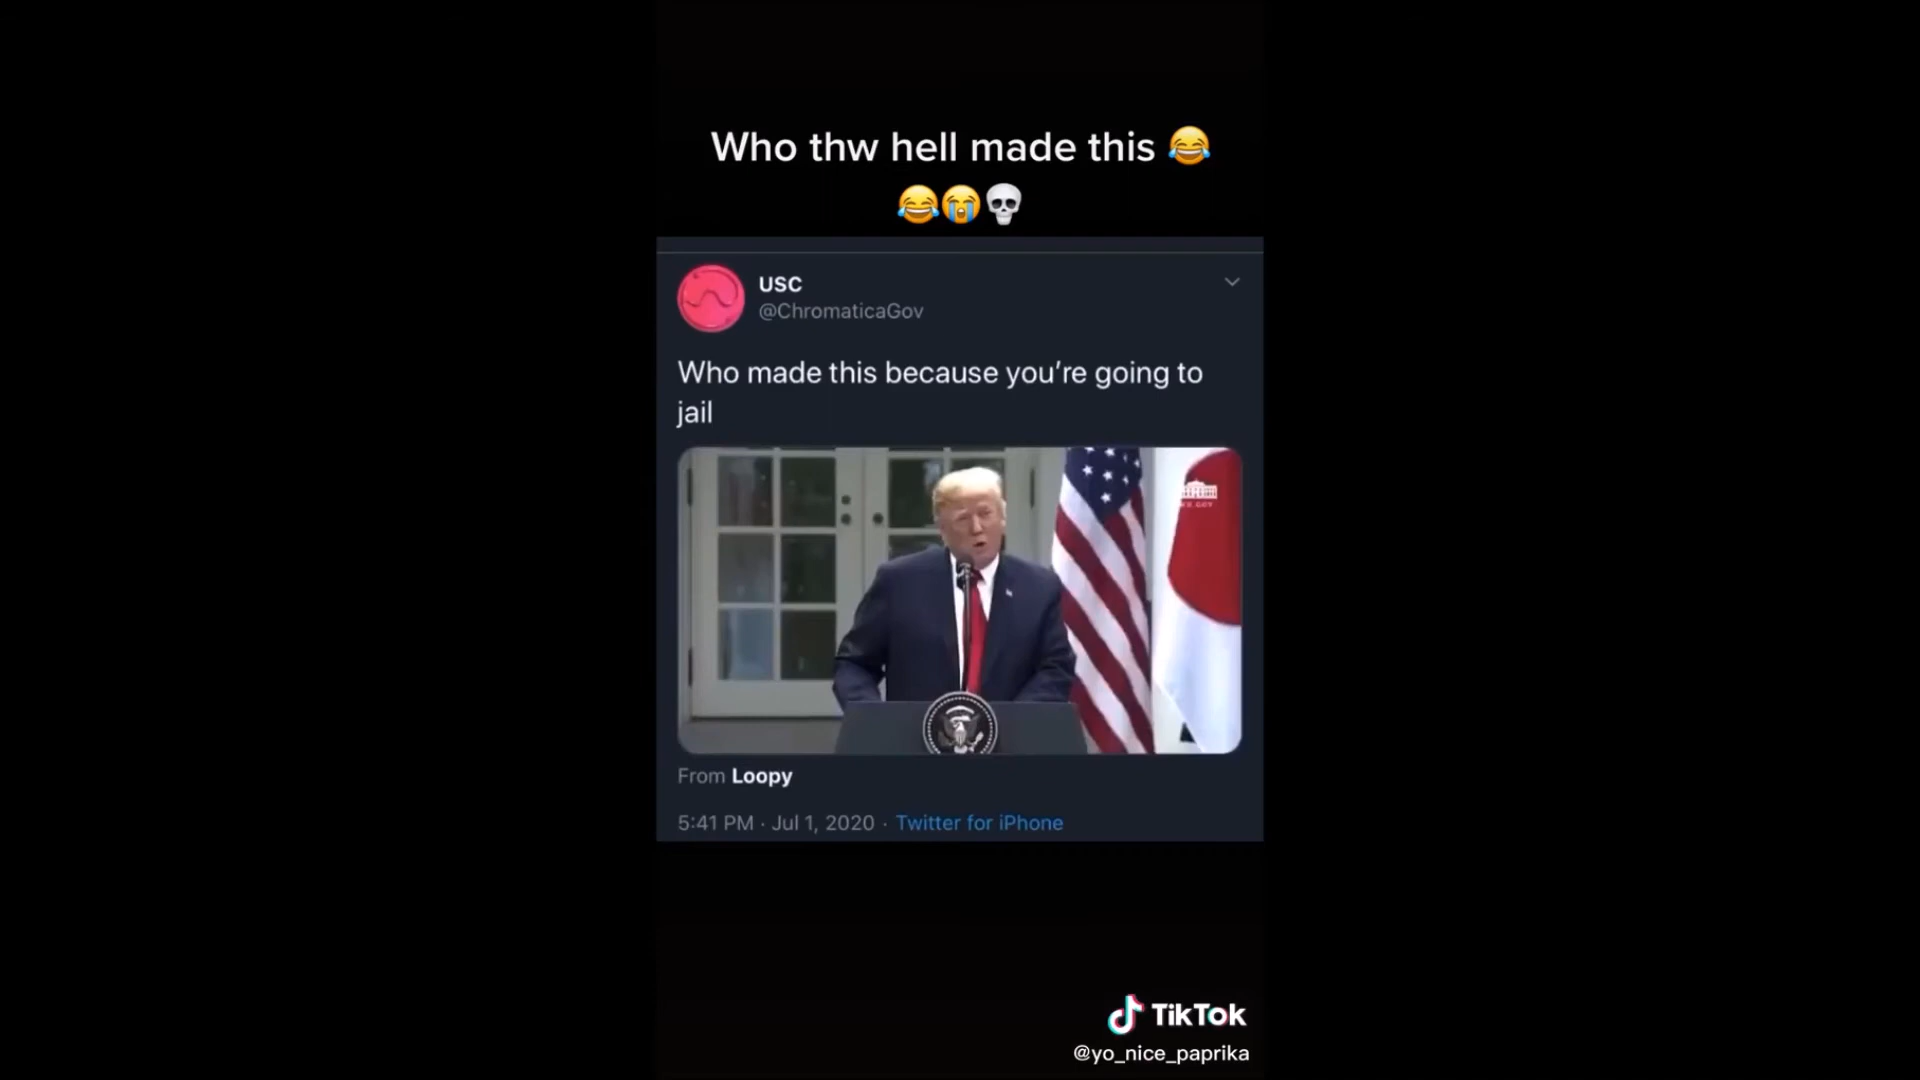 Who thw hell made this 😂
😂😭💀
USC
@ChromaticaGov
Who made this because you’re going to
jail
From Loopy
5:41 PM · Jul 1, 2020 · Twitter for iPhone
TikTok
@yo_nice_paprika